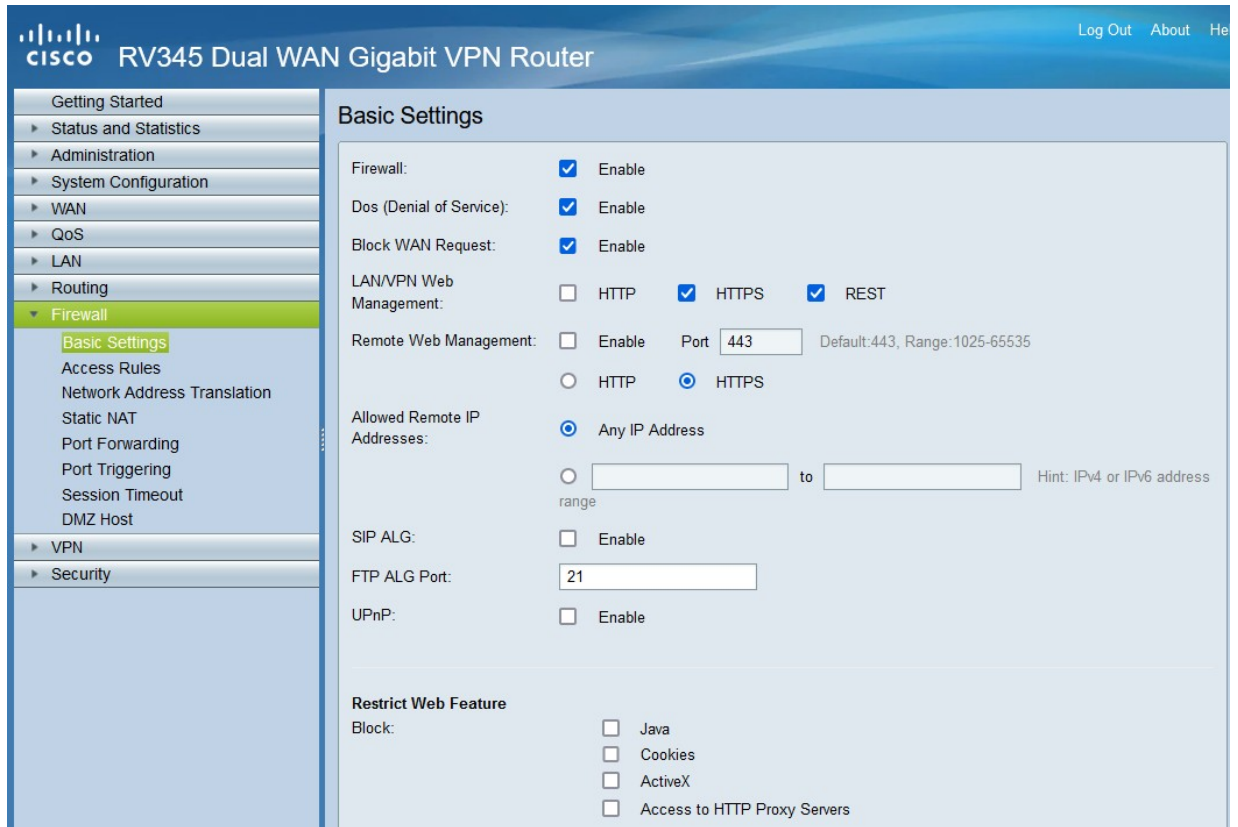 Log Out About
CISCO RV345 Dual WAN Gigabit VPN Router
Getting Started
Status and Statistics
Administration
System Configuration
WAN
QoS
LAN
Routing
Firewall
Basic Settings
Access Rules
Network Address Translation
Static NAT
Port Forwarding
Port Triggering
Session Timeout
DMZ Host
VPN
Security
Basic Settings
Firewall: Enable
Dos (Denial of Service): Enable
Block WAN Request: Enable
LAN/VPN Web
Management: HTTP HTTPS REST
Remote Web Management: Enable Port 443 Default:443, Range:1025-65535
HTTP HTTPS
Allowed Remote IP
Addresses: Any IP Address
to Hint: IPv4 or IPv6 address
range
SIP ALG: Enable
FTP ALG Port: 21
UPnP: Enable
Restrict Web Feature
Block: Java
Cookies
ActiveX
Access to HTTP Proxy Servers